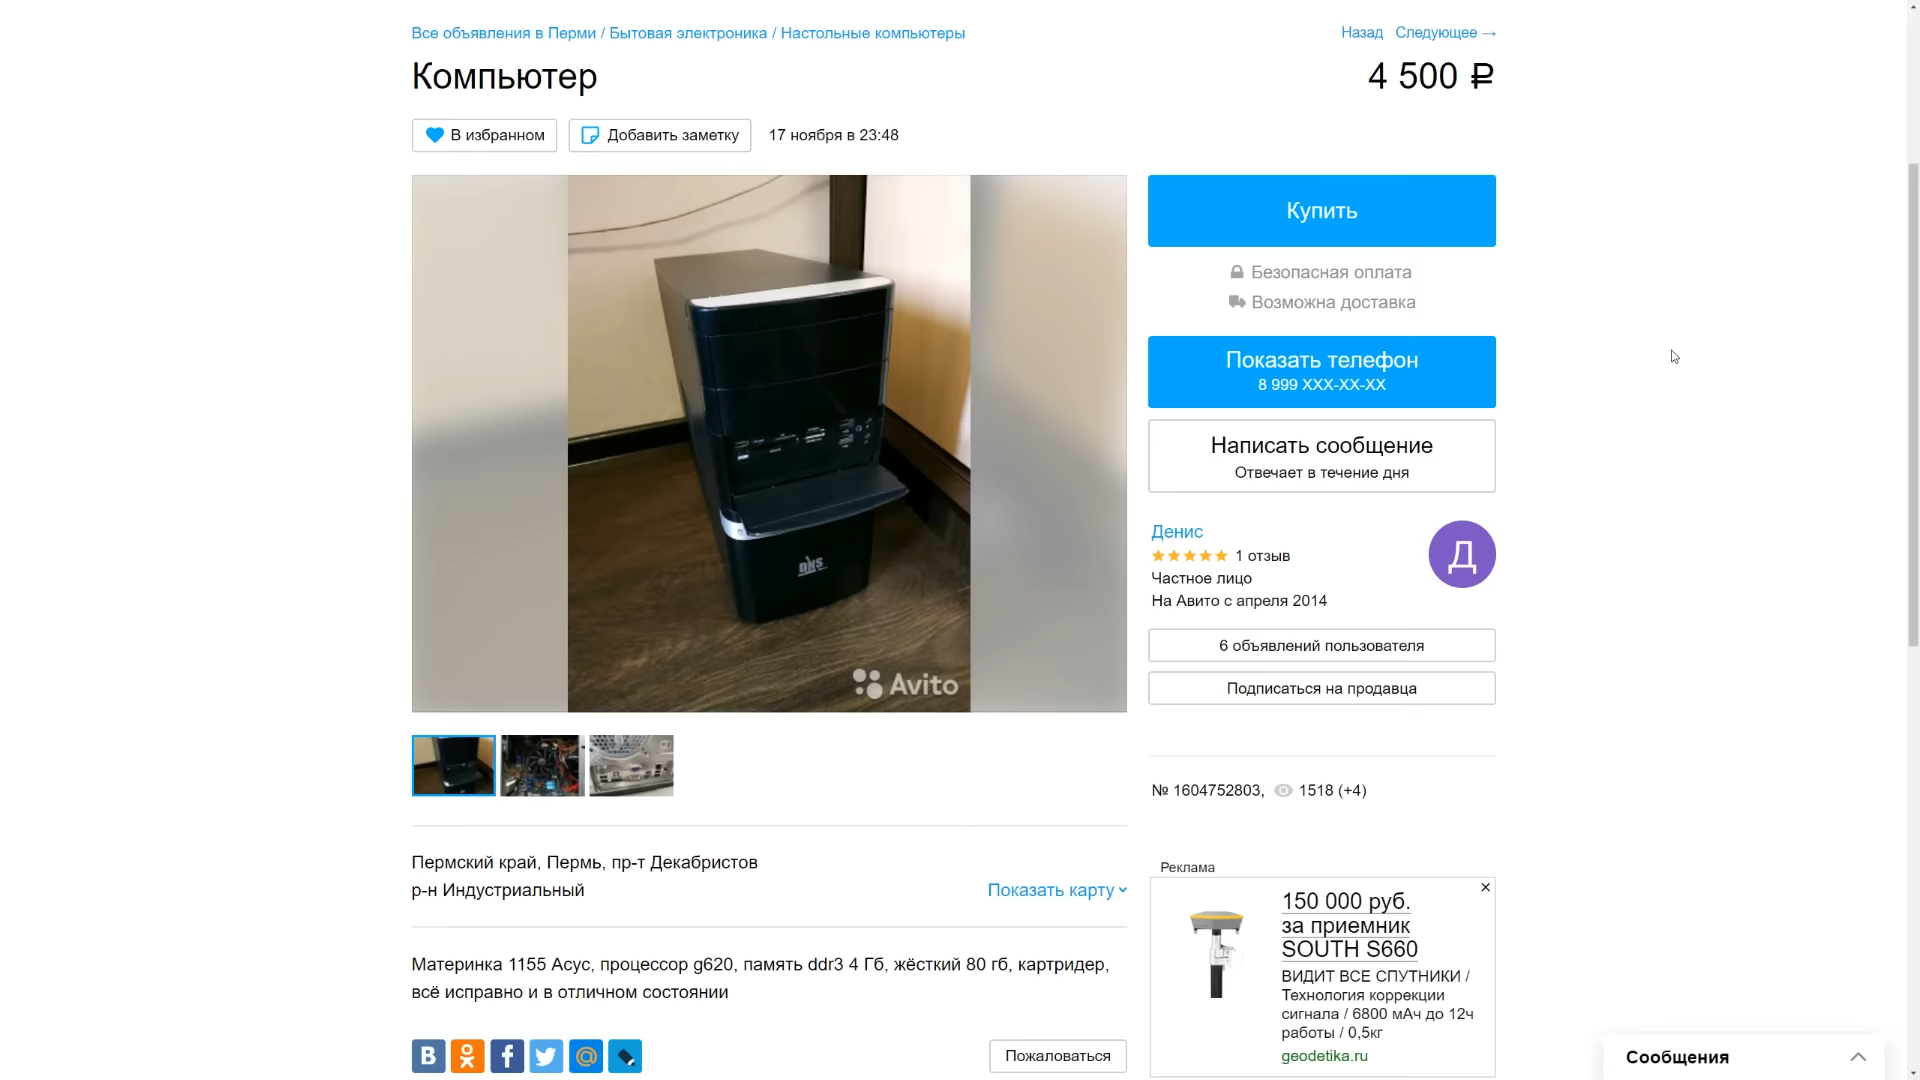 Все объявления в Перми / Бытовая электроника / Настольные компьютеры
Назад Следующее →
Компьютер
4 500 ₽
В избранном
Добавить заметку
17 ноября в 23:48
Купить
Безопасная оплата
Возможна доставка
Показать телефон
8 999 XXX-XX-XX
Написать сообщение
Отвечает в течение дня
DNS
Avito
Денис
1 отзыв
Частное лицо
На Авито с апреля 2014
Д
6 объявлений пользователя
Подписаться на продавца
№ 1604752803, 1518 (+4)
Пермский край, Пермь, пр-т Декабристов
р-н Индустриальный
Показать карту
Материнка 1155 Асус, процессор g620, память ddr3 4 Гб, жёсткий 80 гб, картридер,
всё исправно и в отличном состоянии
Пожаловаться
Реклама
150 000 руб.
за приемник
SOUTH S660
ВИДИТ ВСЕ СПУТНИКИ /
Технология коррекции
сигнала / 6800 мАч до 12ч
работы / 0,5кг
geodetika.ru
Сообщения